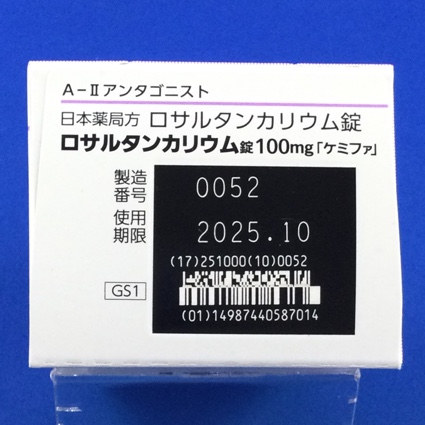 A-Ⅱアンタゴニスト
日本薬局方 ロサルタンカリウム錠
ロサルタンカリウム錠100mg「ケミファ」
製造番号 0052
使用期限 2025.10
(17)251000(10)0052
GS1
(01)14987440587014